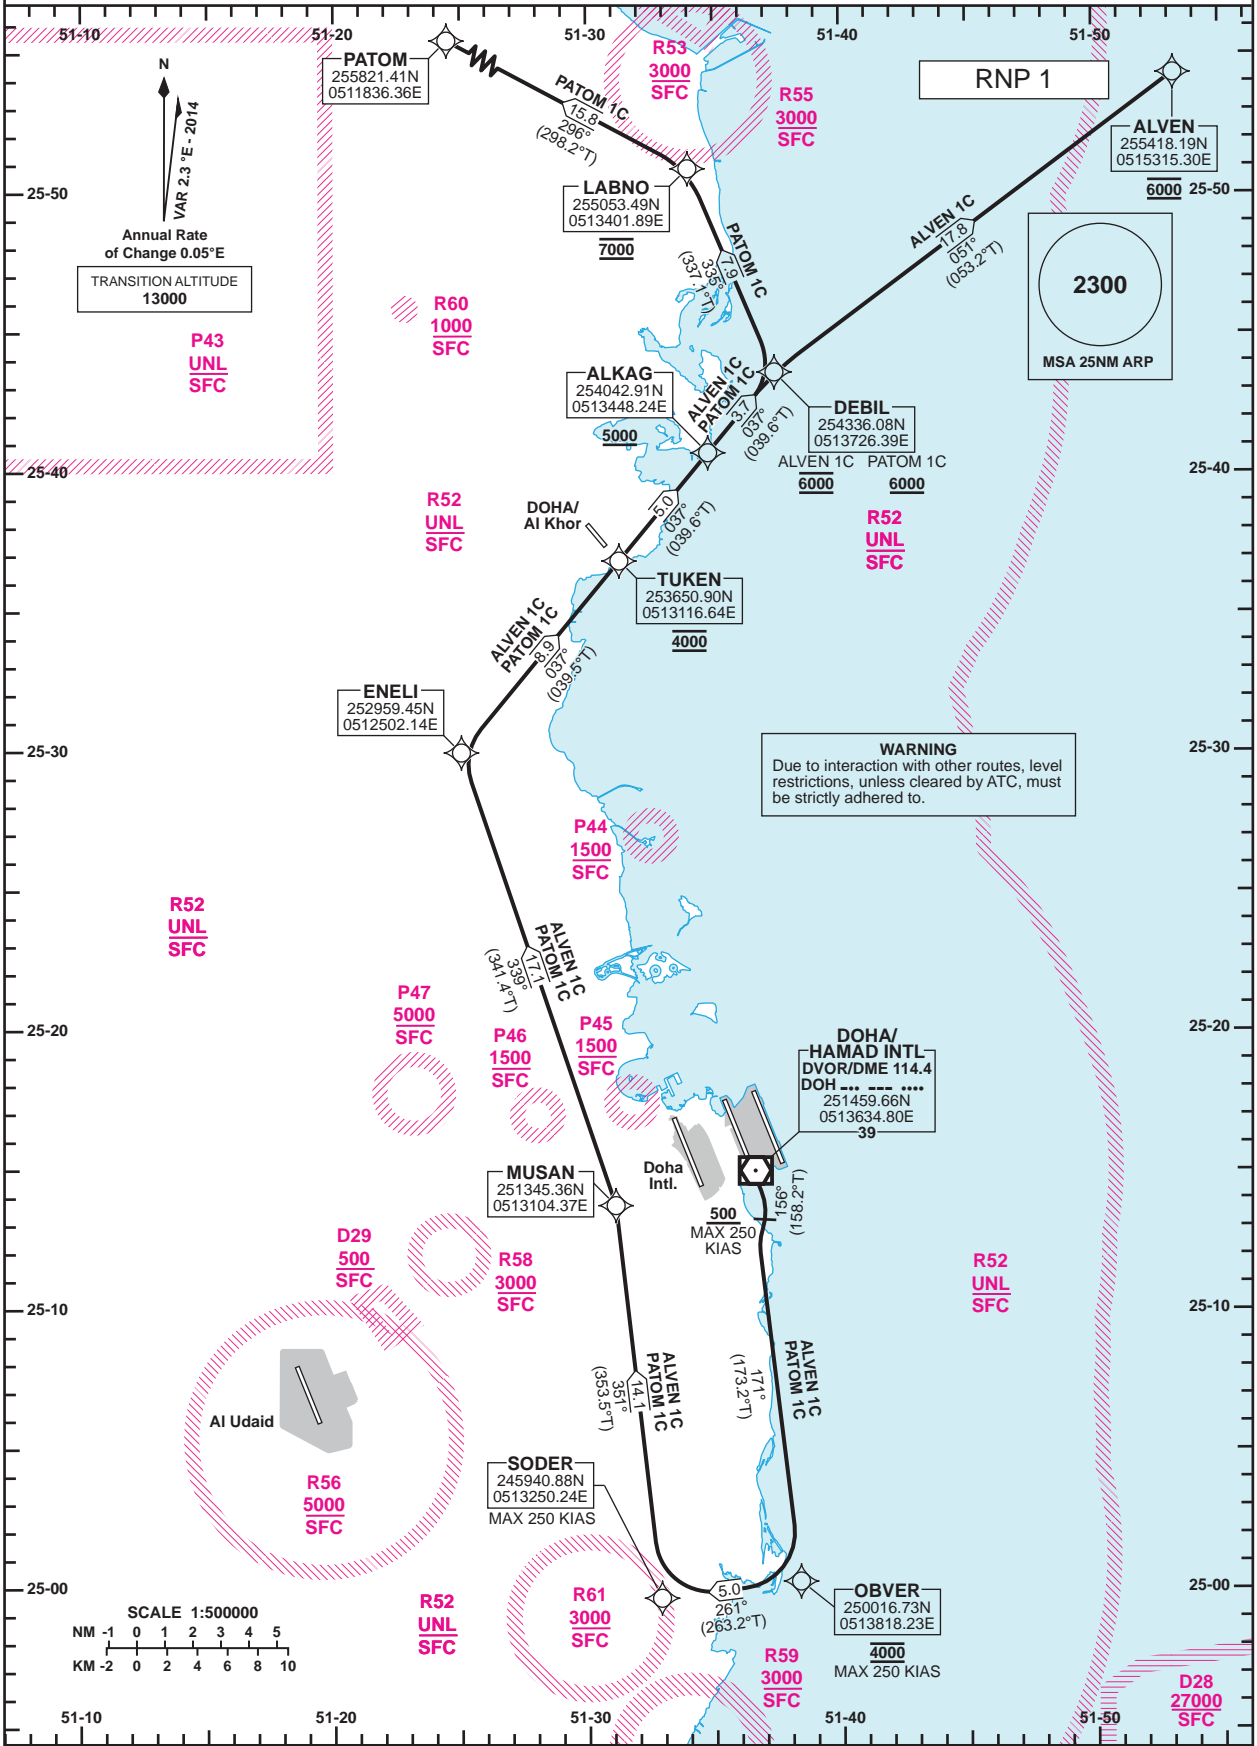 51-10
51-20
51-30
51-40
51-50
N
VAR 2.3 °E - 2014
Annual Rate
of Change 0.05°E
TRANSITION ALTITUDE
13000
PATOM
255821.41N
0511836.36E
PATOM 1C
15.8
296°
(298.2°T)
R53
3000
SFC
R55
3000
SFC
RNP 1
ALVEN
255418.19N
0515315.30E
6000
25-50
25-50
LABNO
255053.49N
0513401.89E
7000
PATOM 1C
7.9
335°
(337.1°T)
ALVEN 1C
17.8
051°
(053.2°T)
2300
MSA 25NM ARP
P43
UNL
SFC
R60
1000
SFC
ALKAG
254042.91N
0513448.24E
5000
ALVEN 1C
PATOM 1C
3.7
037°
(039.6°T)
DEBIL
254336.08N
0513726.39E
ALVEN 1C PATOM 1C
6000 6000
25-40
25-40
R52
UNL
SFC
DOHA/
Al Khor
5.0
037°
(039.6°T)
R52
UNL
SFC
TUKEN
253650.90N
0513116.64E
4000
ALVEN 1C
PATOM 1C
8.9
037°
(039.5°T)
ENELI
252959.45N
0512502.14E
25-30
25-30
WARNING
Due to interaction with other routes, level
restrictions, unless cleared by ATC, must
be strictly adhered to.
P44
1500
SFC
R52
UNL
SFC
ALVEN 1C
PATOM 1C
17.1
339°
(341.4°T)
P47
5000
SFC
P46
1500
SFC
P45
1500
SFC
25-20
25-20
DOHA/
HAMAD INTL
DVOR/DME 114.4
DOH
251459.66N
0513634.80E
39
Doha
Intl.
MUSAN
251345.36N
0513104.37E
500
MAX 250
KIAS
156°
(158.2°T)
D29
500
SFC
R58
3000
SFC
R52
UNL
SFC
25-10
25-10
Al Udaid
ALVEN 1C
PATOM 1C
14.1
351°
(353.5°T)
ALVEN 1C
PATOM 1C
171°
(173.2°T)
R56
5000
SFC
SODER
245940.88N
0513250.24E
MAX 250 KIAS
25-00
25-00
R52
UNL
SFC
R61
3000
SFC
5.0
261°
(263.2°T)
OBVER
250016.73N
0513818.23E
4000
MAX 250 KIAS
R59
3000
SFC
D28
27000
SFC
SCALE 1:500000
NM -1 0 1 2 3 4 5
KM -2 0 2 4 6 8 10
51-10
51-20
51-30
51-40
51-50